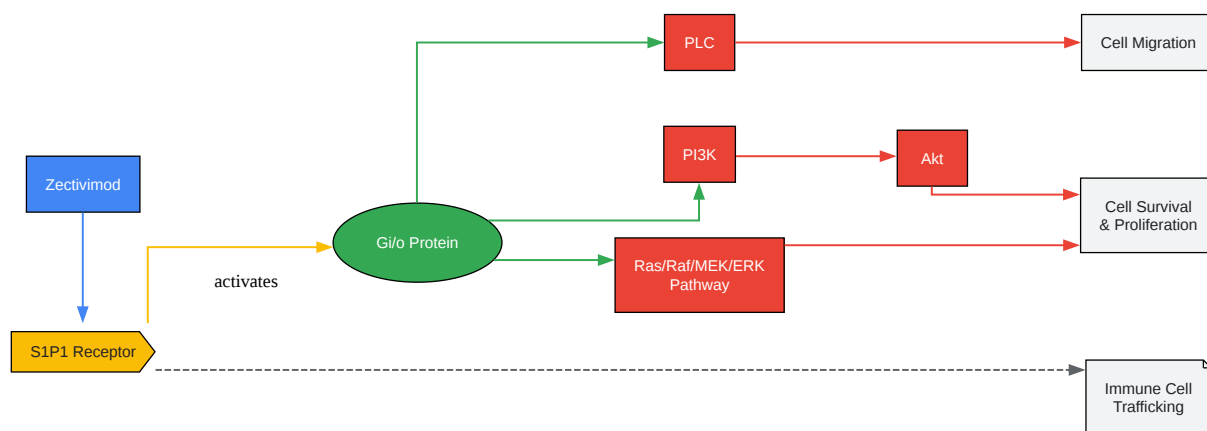 PLC
Cell Migration
PI3K
Akt
Zectivimod
Cell Survival
& Proliferation
Gi/o Protein
Ras/Raf/MEK/ERK
Pathway
activates
S1P1 Receptor
Immune Cell
Trafficking